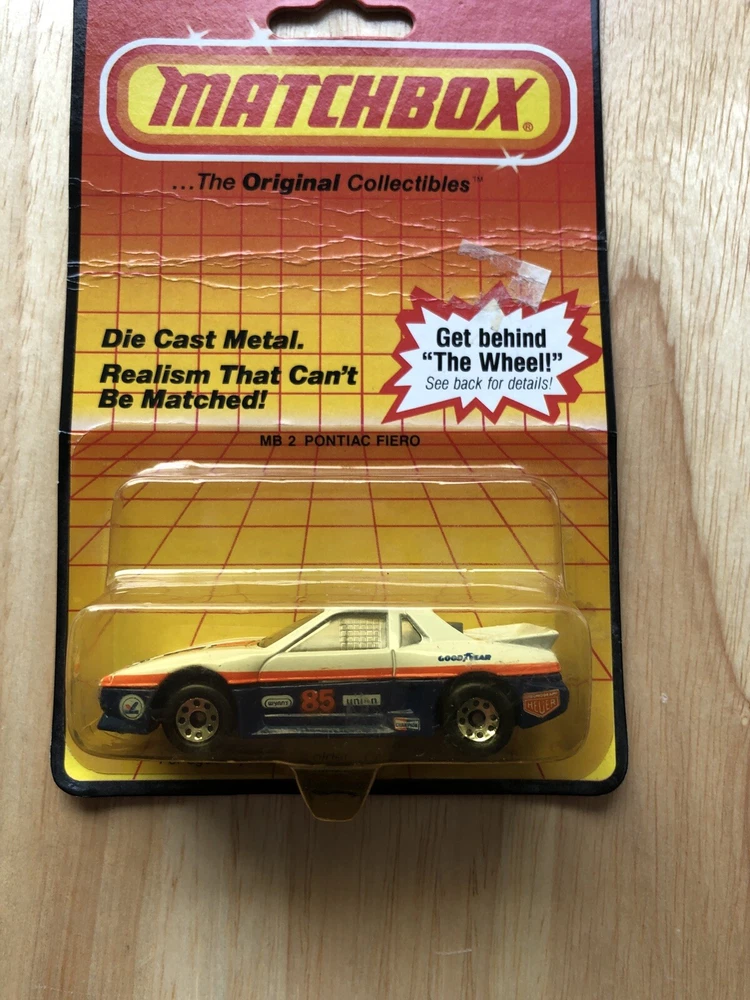 MATCHBOX®
...The Original Collectibles™
Die Cast Metal.
Realism That Can't
Be Matched!
Get behind
"The Wheel!"
See back for details!
MB 2 PONTIAC FIERO
GOODYEAR
85
union
HEUER